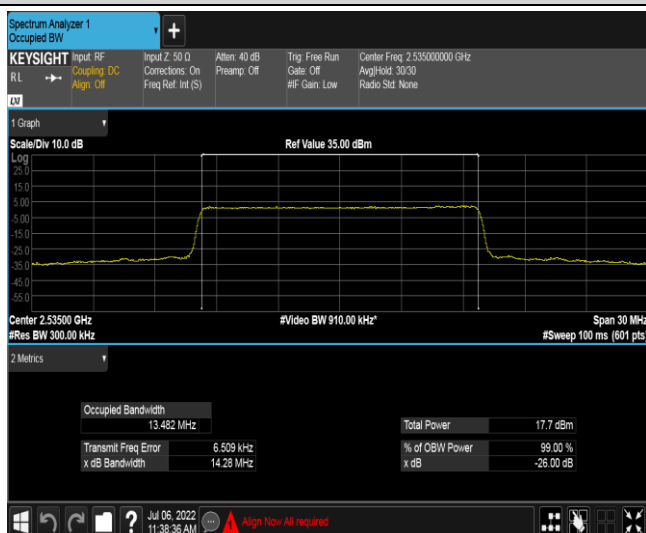 Spectrum Analyzer 1
Occupied BW
+
KEYSIGHT Input: RF Input Z: 50 Ω Atten: 40 dB Trig: Free Run Center Freq: 2.535000000 GHz
RL Coupling: DC Corrections: On Preamp: Off Gate: Off Avg|Hold: 30/30
Align: Off Freq Ref: Int (S) #IF Gain: Low Radio Std: None
LXI
1 Graph
Scale/Div 10.0 dB Ref Value 35.00 dBm
Log
25.0
15.0
5.00
-5.00
-15.0
-25.0
-35.0
-45.0
-55.0
Center 2.53500 GHz #Video BW 910.00 kHz* Span 30 MHz
#Res BW 300.00 kHz #Sweep 100 ms (601 pts)
2 Metrics
Occupied Bandwidth
13.482 MHz Total Power 17.7 dBm
Transmit Freq Error 6.509 kHz % of OBW Power 99.00 %
x dB Bandwidth 14.28 MHz x dB -26.00 dB
? Jul 06, 2022
11:38:36 AM Align Now All required